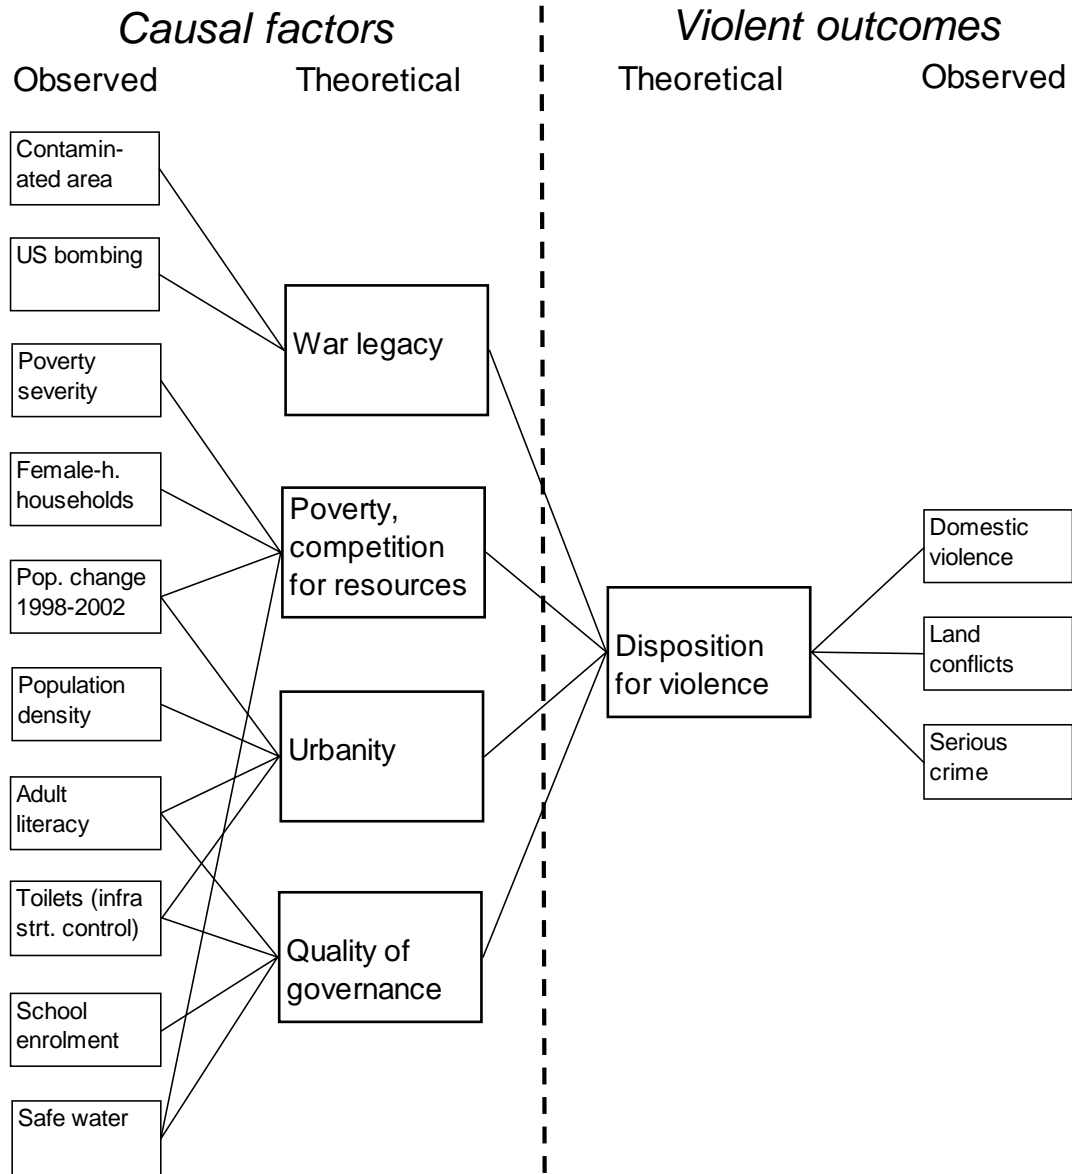 Causal factors
Violent outcomes
Observed
Theoretical
Theoretical
Observed
Contamin-
ated area
US bombing
War legacy
Poverty
severity
Female-h.
households
Poverty,
competition
for resources
Pop. change
1998-2002
Population
density
Urbanity
Adult
literacy
Toilets (infra
strt. control)
Quality of
governance
School
enrolment
Safe water
Disposition
for violence
Domestic
violence
Land
conflicts
Serious
crime